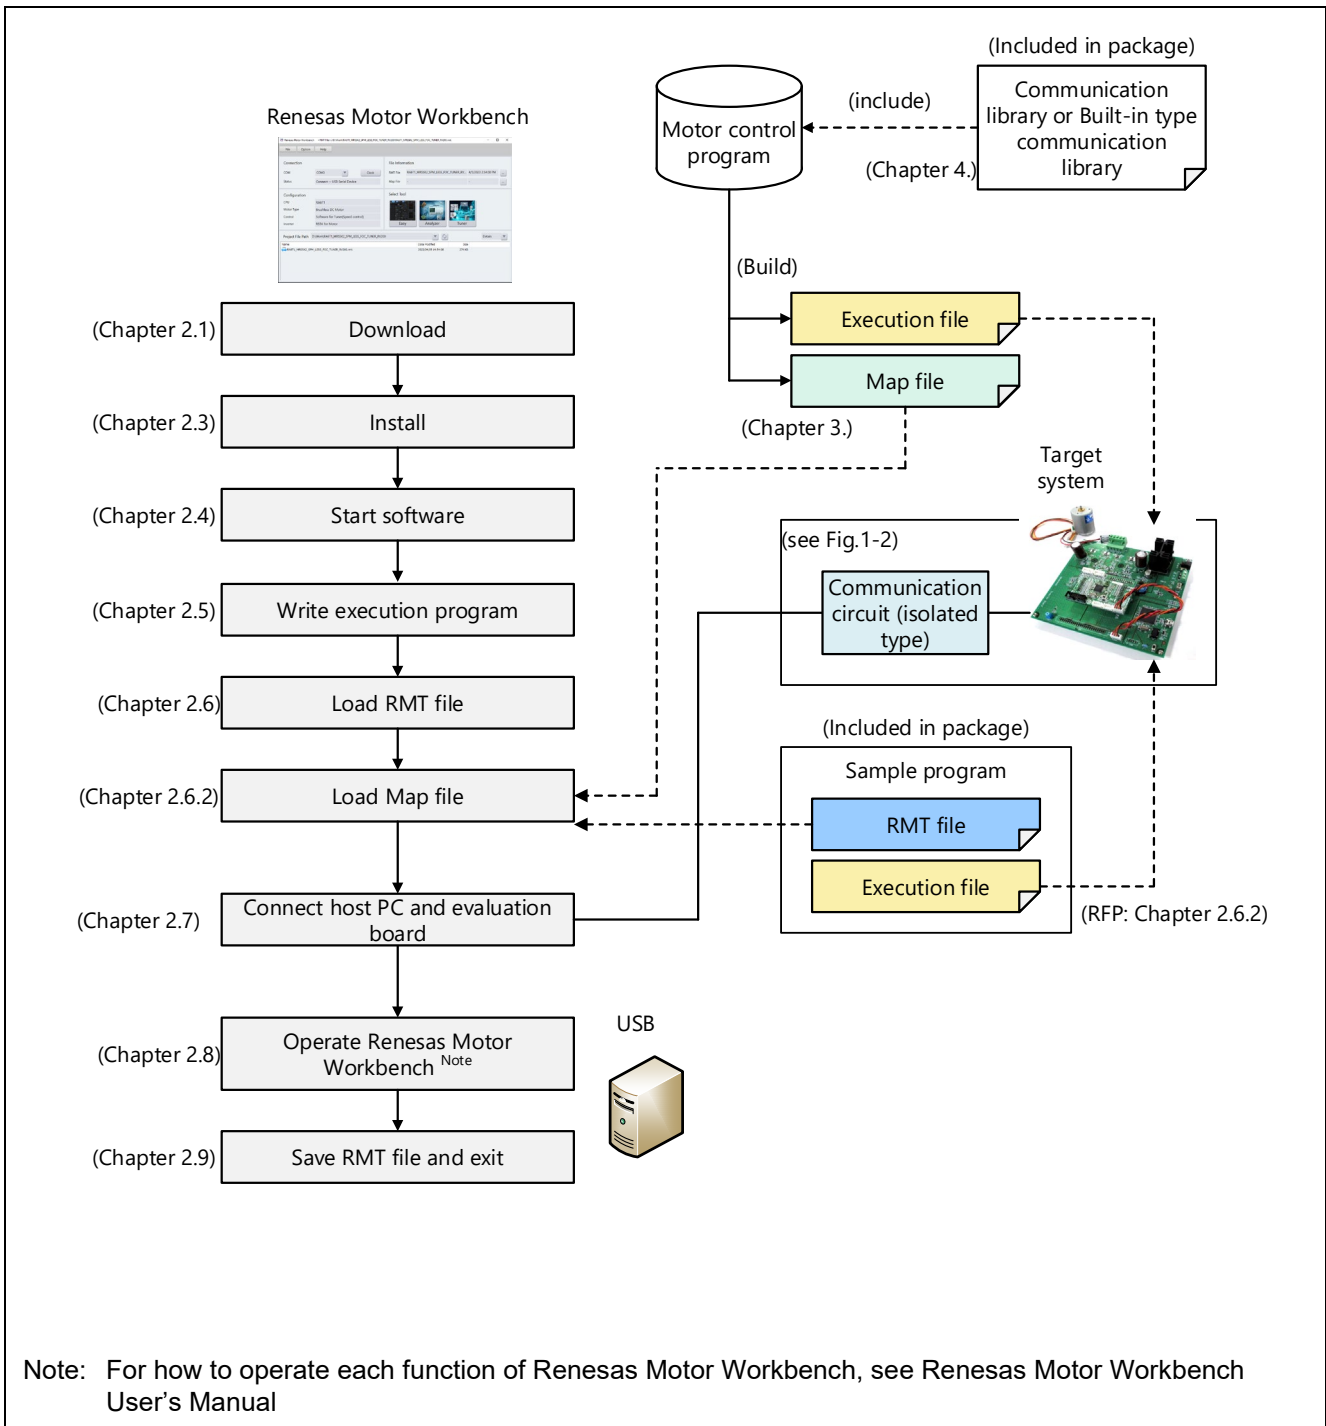 (Included in package)
Communication
library or Built-in type
communication
library
(include)
Motor control
program
(Chapter 4.)
Renesas Motor Workbench
(Build)
Execution file
Map file
(Chapter 3.)
(Chapter 2.1)
Download
(Chapter 2.3)
Install
(Chapter 2.4)
Start software
(Chapter 2.5)
Write execution program
(Chapter 2.6)
Load RMT file
(Chapter 2.6.2)
Load Map file
(Chapter 2.7)
Connect host PC and evaluation
board
(Chapter 2.8)
Operate Renesas Motor
Workbench Note
(Chapter 2.9)
Save RMT file and exit
Target
system
(see Fig.1-2)
Communication
circuit (isolated
type)
(Included in package)
Sample program
RMT file
Execution file
(RFP: Chapter 2.6.2)
USB
Note: For how to operate each function of Renesas Motor Workbench, see Renesas Motor Workbench
User's Manual